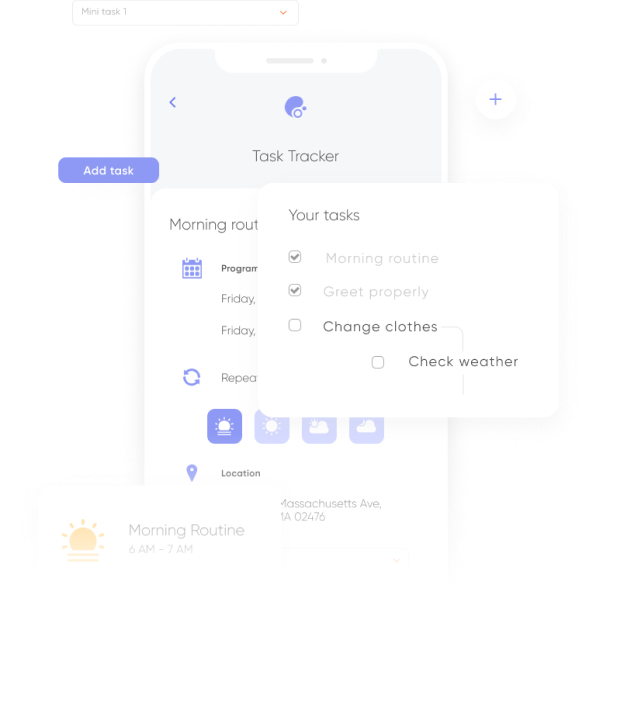 Mini task 1
Task Tracker
Add task
Your tasks
Morning rout
Morning routine
Program
Greet properly
Friday,
Change clothes
Friday,
Check weather
Repea
Location
Massachusetts Ave,
MA 02476
Morning Routine
6 AM – 7 AM